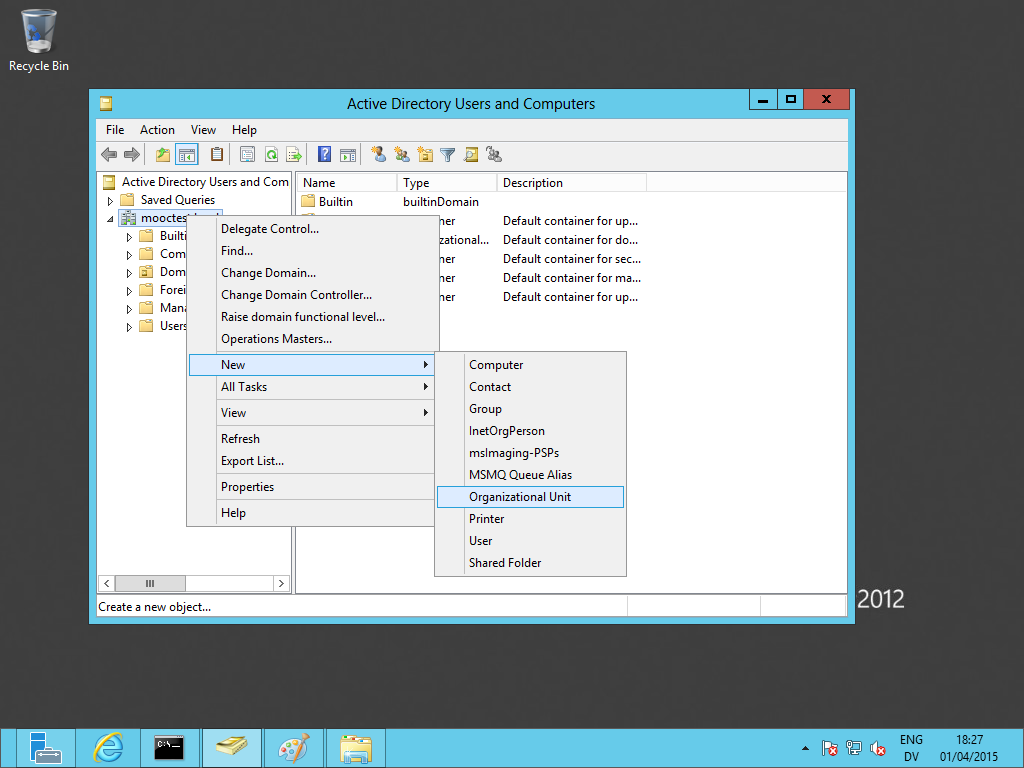 Recycle Bin
Active Directory Users and Computers
File Action View Help
Active Directory Users and Com
Saved Queries
Builti
Com
Dom
Forei
Mana
Users
Name Type Description
Builtin builtinDomain
ner Default container for up...
zational... Default container for do...
ner Default container for sec...
ner Default container for ma...
ner Default container for up...
Delegate Control...
Find...
Change Domain...
Change Domain Controller...
Raise domain functional level...
Operations Masters...
New
All Tasks
View
Refresh
Export List...
Properties
Help
Computer
Contact
Group
InetOrgPerson
msImaging-PSPs
MSMQ Queue Alias
Organizational Unit
Printer
User
Shared Folder
Create a new object...
2012
C:\_
ENG 18:27
DV 01/04/2015